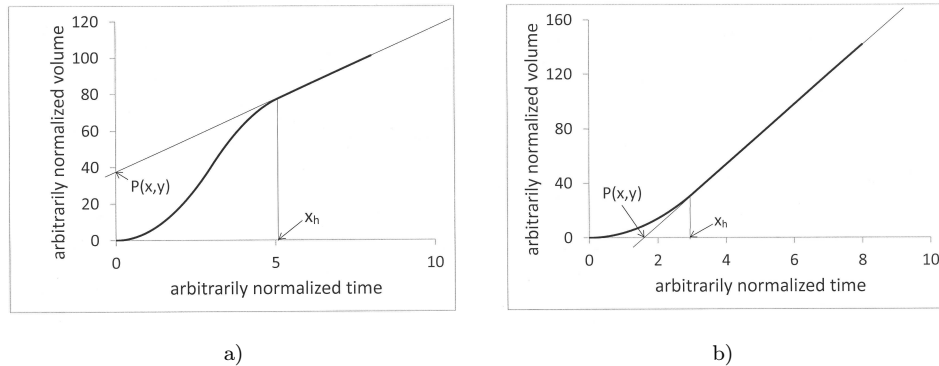 arbitrarily normalized volume
120
100
80
60
40
20
0
P(x,y)
xₕ
0
5
10
arbitrarily normalized time
a)
arbitrarily normalized volume
160
120
80
40
0
P(x,y)
xₕ
0
2
4
6
8
10
arbitrarily normalized time
b)